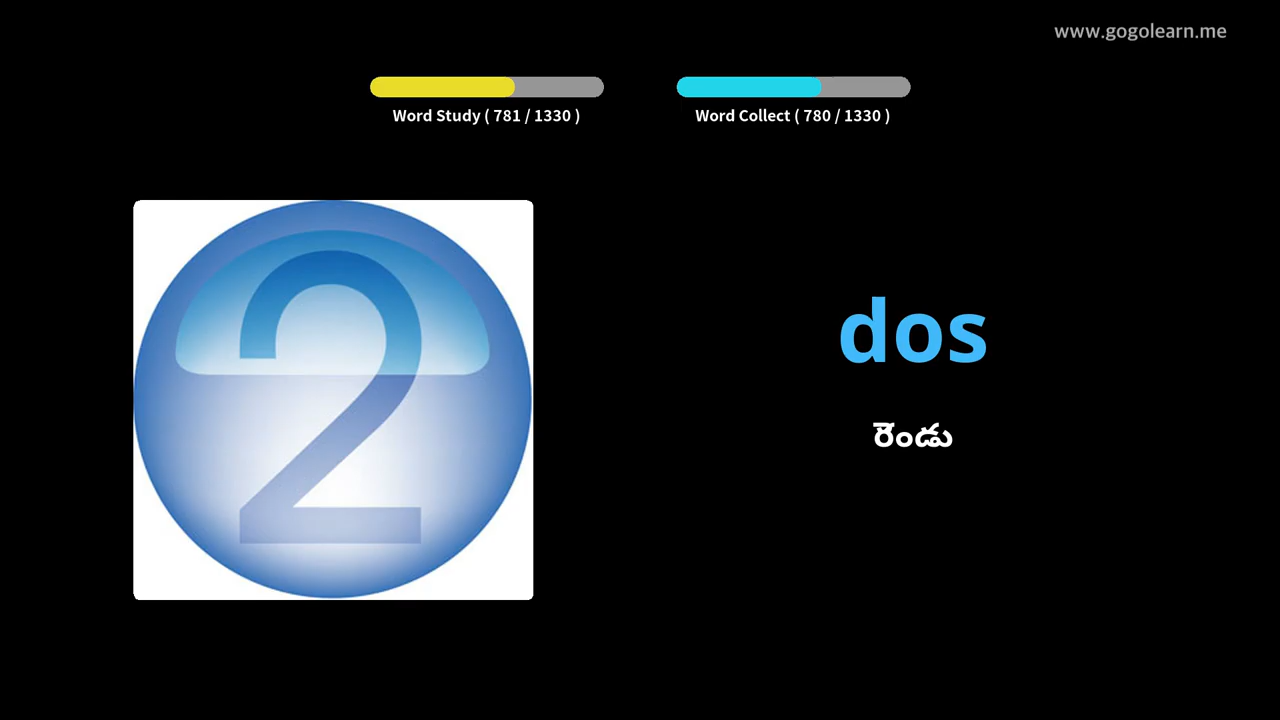 www.gogolearn.me
Word Study ( 781 / 1330 )
Word Collect ( 780 / 1330 )
2
dos
రెండు